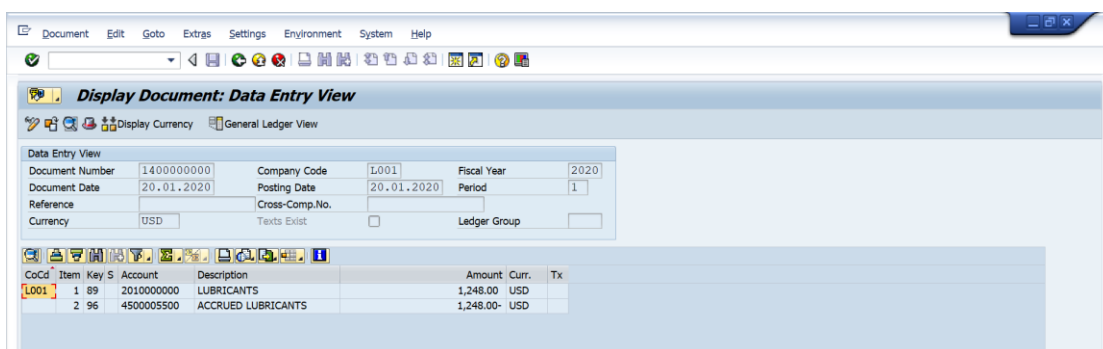 Document Edit Goto Extras Settings Environment System Help
Display Document: Data Entry View
Display Currency General Ledger View
Data Entry View
Document Number 1400000000 Company Code L001 Fiscal Year 2020
Document Date 20.01.2020 Posting Date 20.01.2020 Period 1
Reference Cross-Comp.No.
Currency USD Texts Exist Ledger Group
CoCd Item Key S Account Description Amount Curr. Tx
L001 1 89 2010000000 LUBRICANTS 1,248.00 USD
2 96 4500005500 ACCRUED LUBRICANTS 1,248.00- USD